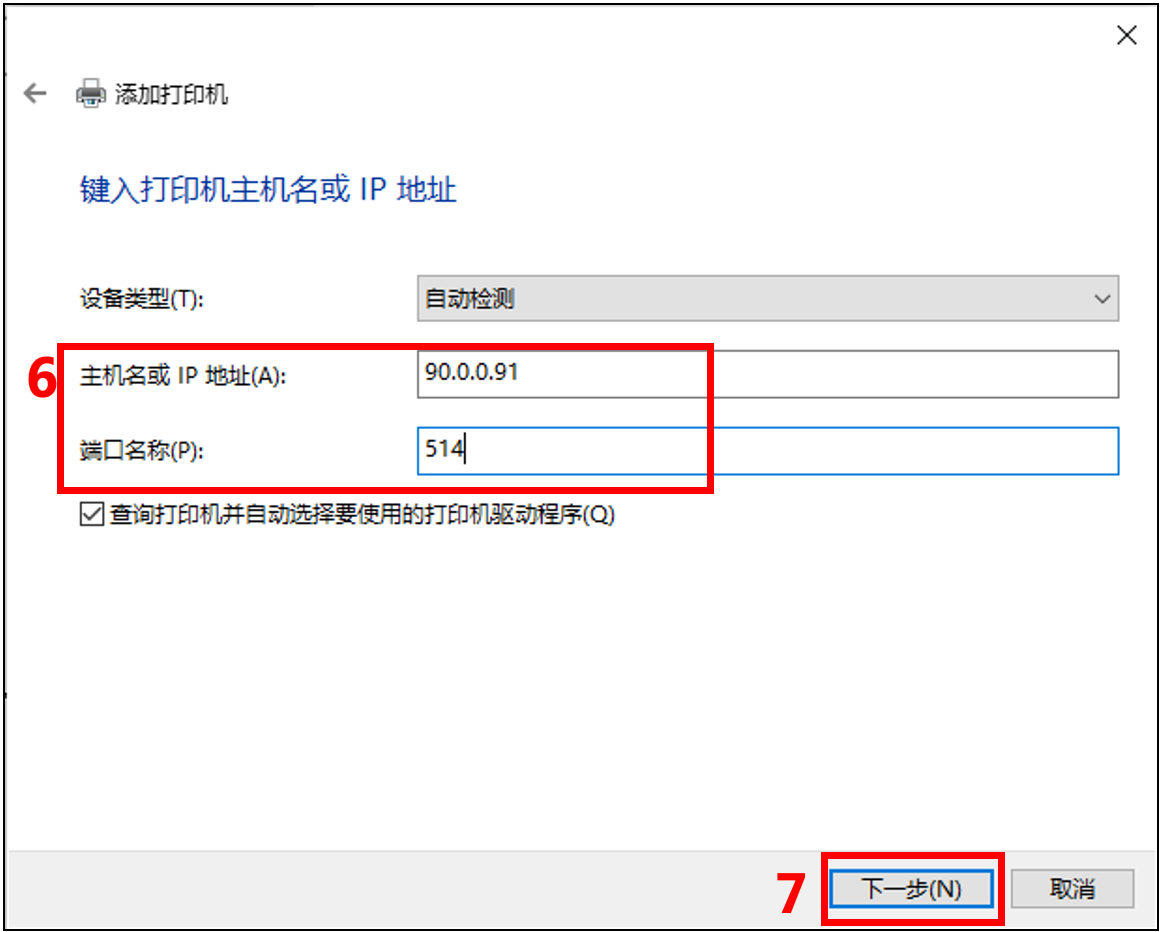 添加打印机
键入打印机主机名或 IP 地址
设备类型(T): 自动检测
6 主机名或 IP 地址(A): 90.0.0.91
端口名称(P): 514
查询打印机并自动选择要使用的打印机驱动程序(Q)
7 下一步(N) 取消